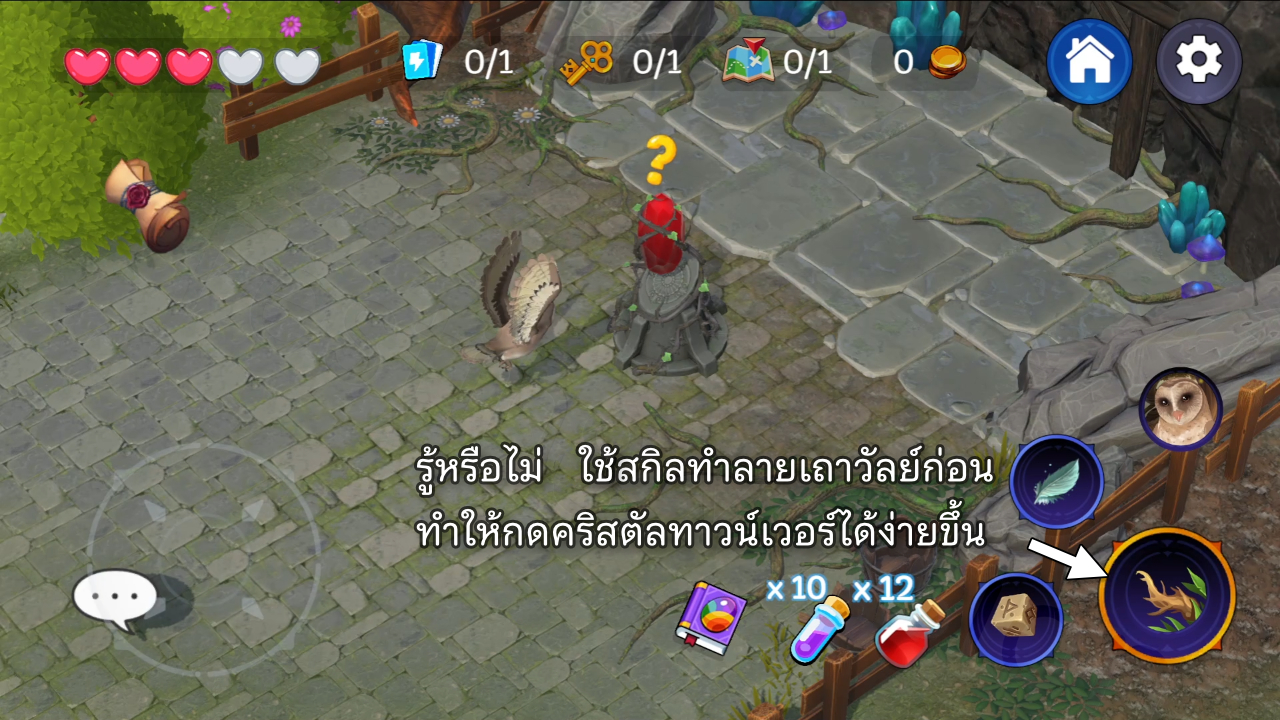 0/1 0/1 0/1 0
?
รู้หรือไม่ ใช้สกิลทำลายเถาวัลย์ก่อน
ทำให้กดคริสตัลทาวน์เวอร์ได้ง่ายขึ้น
x 10 x 12